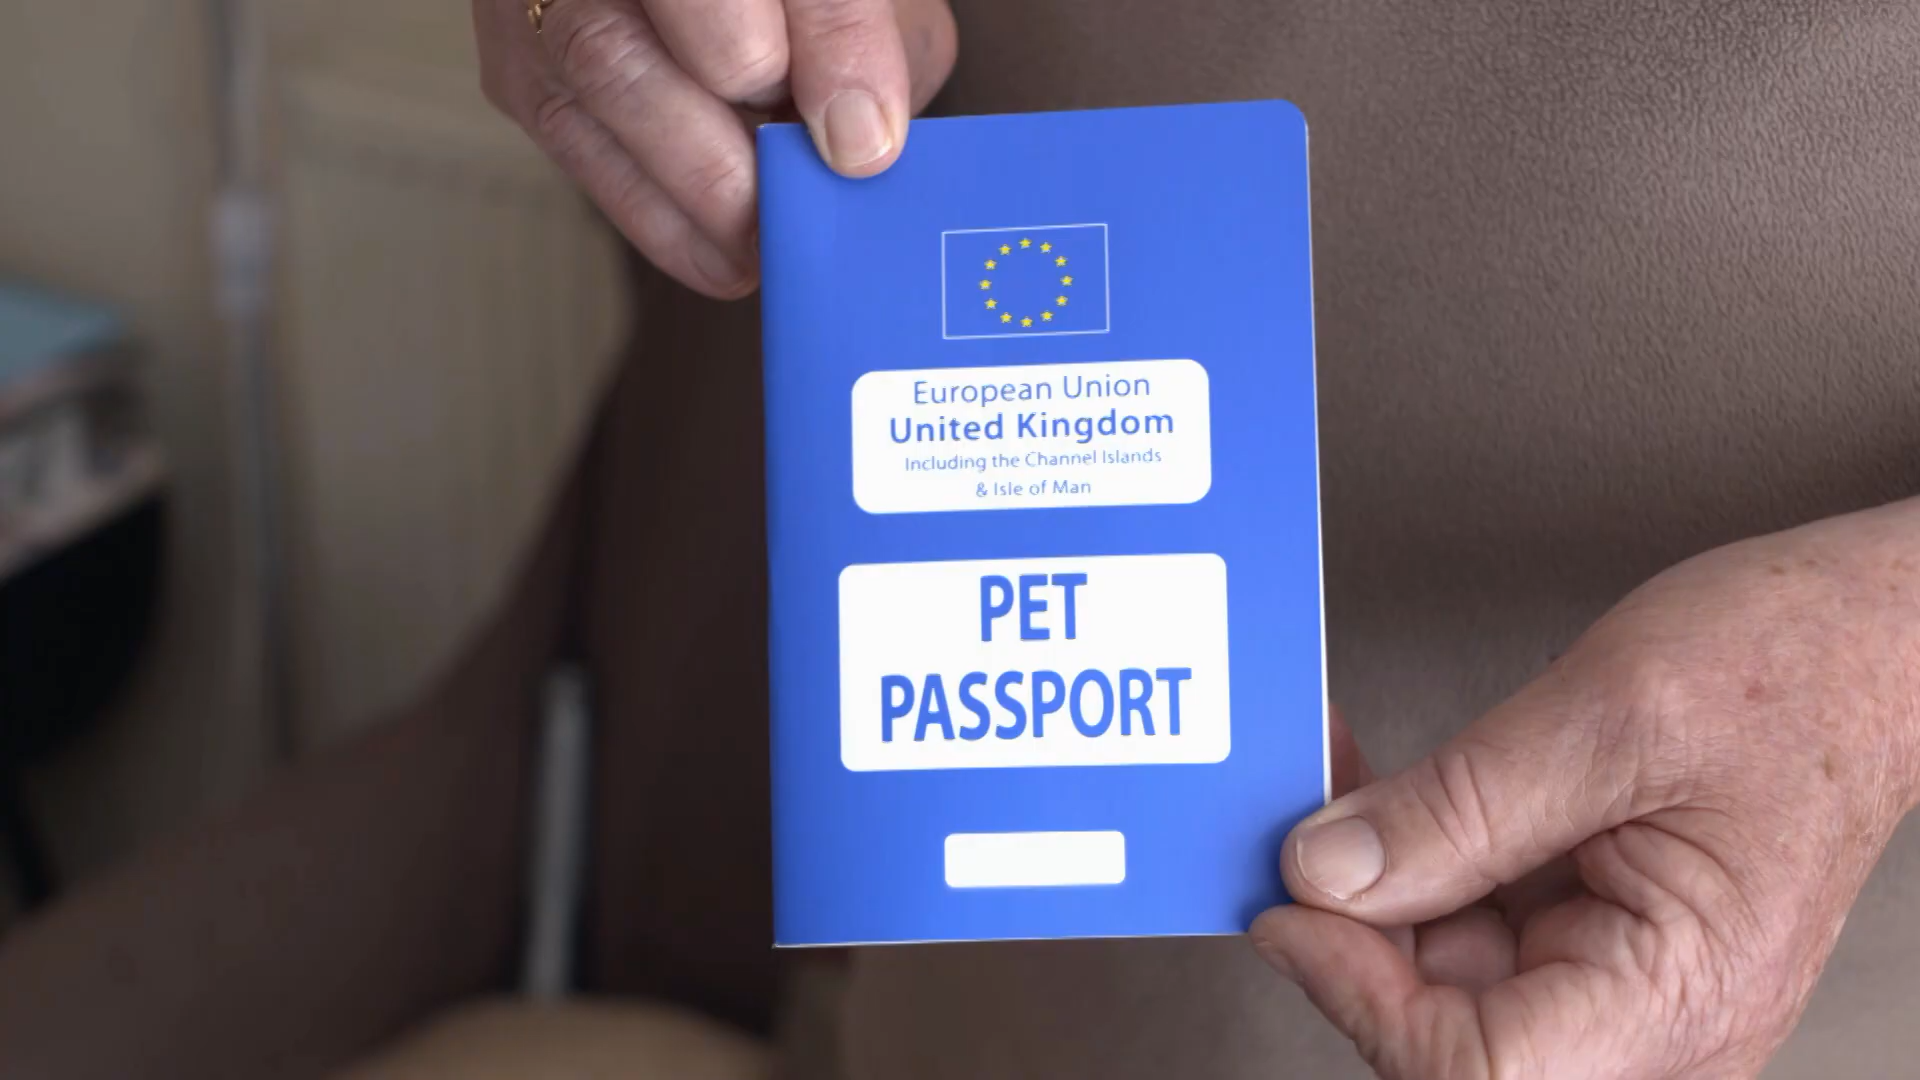 European Union
United Kingdom
Including the Channel Islands
& Isle of Man
PET
PASSPORT